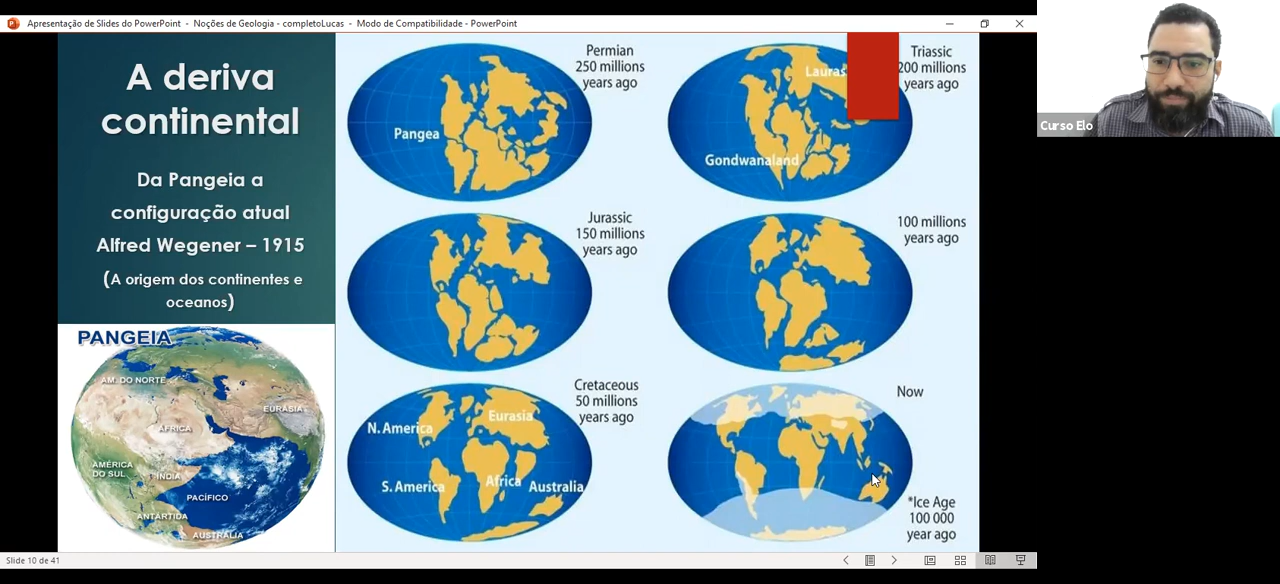 Apresentação de Slides do PowerPoint - Noções de Geologia - completoLucas - Modo de Compatibilidade - PowerPoint
A deriva
continental
Da Pangeia a
configuração atual
Alfred Wegener – 1915
(A origem dos continentes e
oceanos)
PANGEIA
AM. DO NORTE
EURÁSIA
ÁFRICA
AMÉRICA
DO SUL
ÍNDIA
PACÍFICO
ANTÁRTIDA
AUSTRÁLIA
Permian
250 millions
years ago
Pangea
Triassic
200 millions
years ago
Lauras
Gondwanaland
Jurassic
150 millions
years ago
100 millions
years ago
Cretaceous
50 millions
years ago
N. America
Eurasia
S. America
Africa
Australia
Now
*Ice Age
100 000
year ago
Curso Elo
Slide 10 de 41